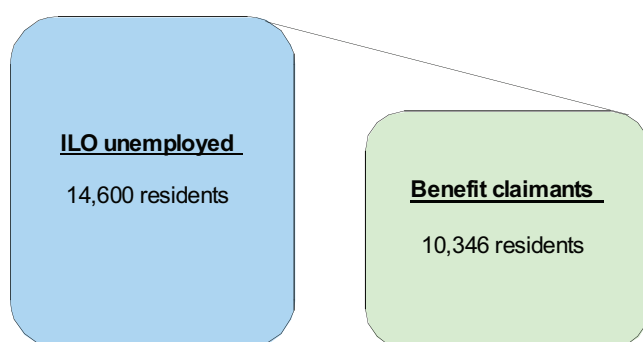 ILO unemployed
14,600 residents
Benefit claimants
10,346 residents